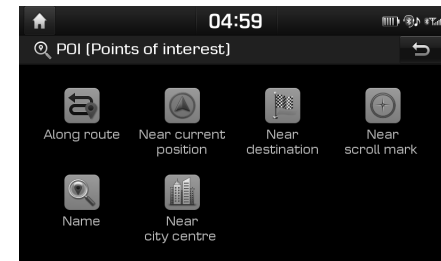 04:59
POI (Points of interest)
Along route
Near current
position
Near
destination
Near
scroll mark
Name
Near
city centre